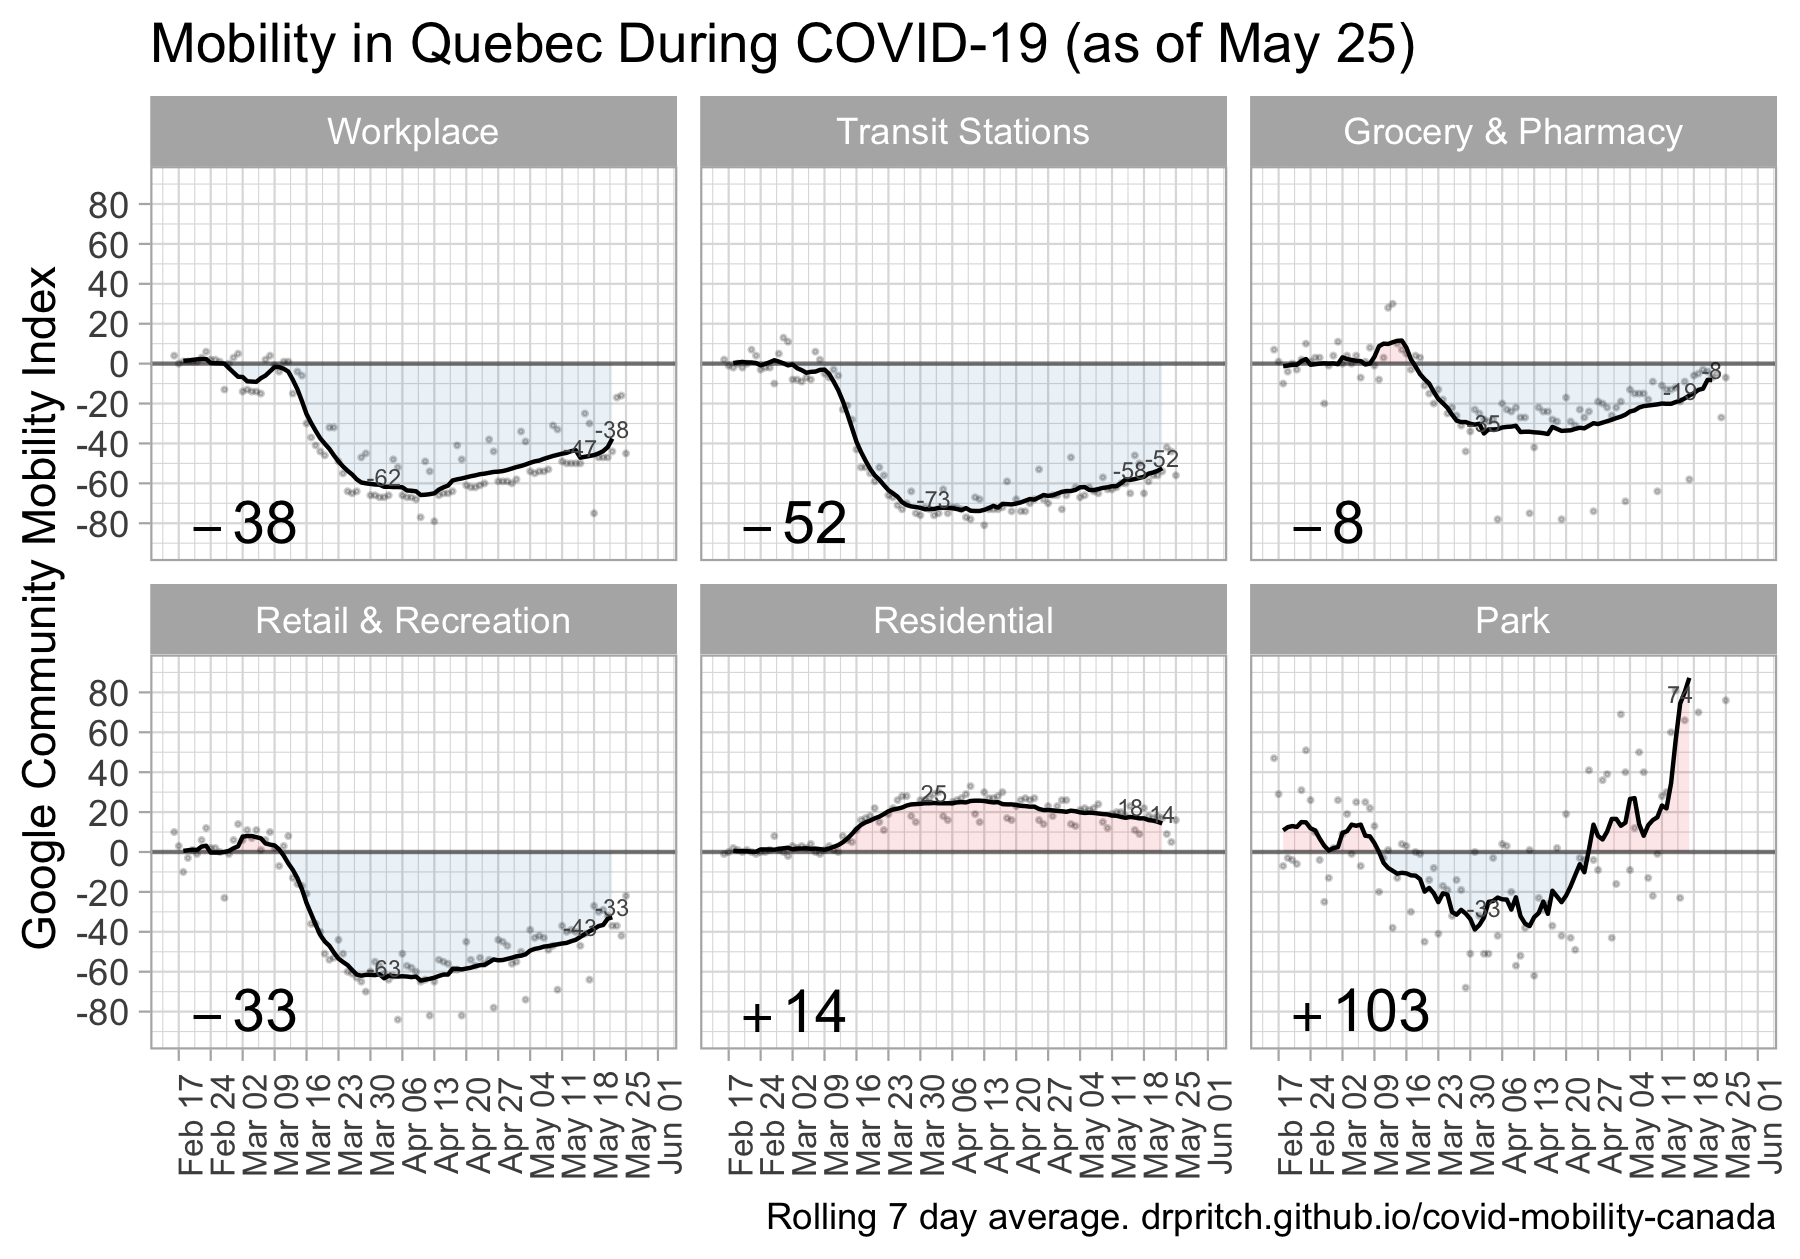 Mobility in Quebec During COVID-19 (as of May 25)
Workplace
Transit Stations
Grocery & Pharmacy
Google Community Mobility Index
80
60
40
20
0
-20
-40
-60
-80
-62
-47
-38
−38
-73
-58
-52
−52
-35
-19
-8
−8
Retail & Recreation
Residential
Park
80
60
40
20
0
-20
-40
-60
-80
-63
-43
-33
−33
25
18
14
+14
-33
74
+103
Feb 17
Feb 24
Mar 02
Mar 09
Mar 16
Mar 23
Mar 30
Apr 06
Apr 13
Apr 20
Apr 27
May 04
May 11
May 18
May 25
Jun 01
Feb 17
Feb 24
Mar 02
Mar 09
Mar 16
Mar 23
Mar 30
Apr 06
Apr 13
Apr 20
Apr 27
May 04
May 11
May 18
May 25
Jun 01
Feb 17
Feb 24
Mar 02
Mar 09
Mar 16
Mar 23
Mar 30
Apr 06
Apr 13
Apr 20
Apr 27
May 04
May 11
May 18
May 25
Jun 01
Rolling 7 day average. drpritch.github.io/covid-mobility-canada